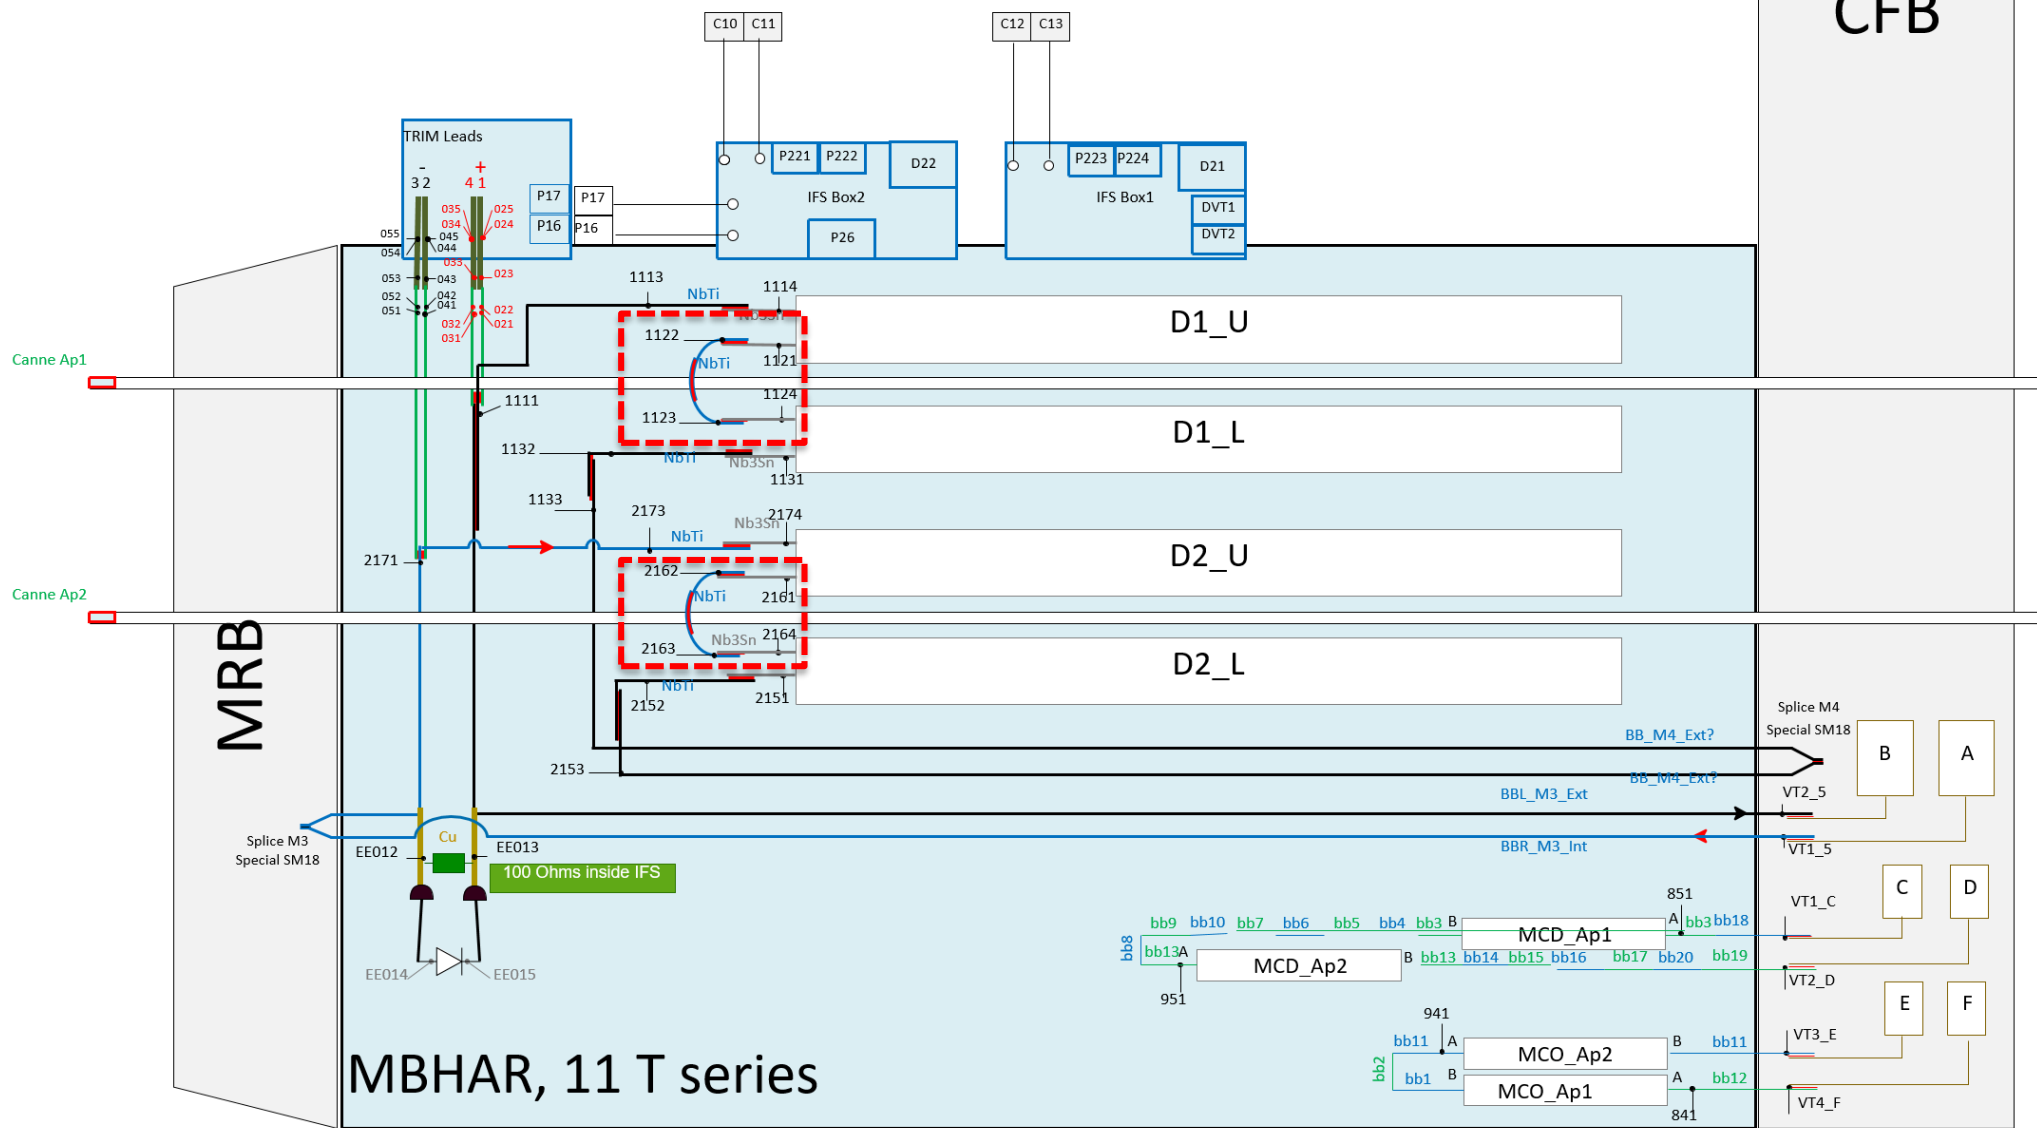 CFB
C10 C11
C12 C13
TRIM Leads
- +
3 2 4 1
035 025
034 024
055 045
054 044
033 023
053 043
052 042
051 041
022
032 021
031
P17 P17
P16 P16
P221 P222 D22
IFS Box2
P26
P223 P224 D21
IFS Box1
DVT1
DVT2
1113
NbTi
1114
Nb3Sn
D1_U
1122
NbTi
1121
Canne Ap1
1124
1111
1123
D1_L
1132
NbTi
Nb3Sn
1131
1133
2173
NbTi
Nb3Sn
2174
D2_U
2171
2162
NbTi
2161
Canne Ap2
MRB
2164
Nb3Sn
2163
D2_L
NbTi
2151
2152
2153
Splice M4
Special SM18
B A
BB_M4_Ext?
BB_M4_Ext?
BBL_M3_Ext
VT2_5
BBR_M3_Int
VT1_5
Splice M3
Special SM18
Cu
EE012 EE013
100 Ohms inside IFS
EE014 EE015
851
C D
VT1_C
bb9 bb10 bb7 bb6 bb5 bb4 bb3 B MCD_Ap1 A bb3 bb18
bb8
bb13 A MCD_Ap2 B bb13 bb14 bb15 bb16 bb17 bb20 bb19
VT2_D
951
E F
941
VT3_E
bb11 A MCO_Ap2 B bb11
bb2
bb1 B MCO_Ap1 A bb12
841
VT4_F
MBHAR, 11 T series